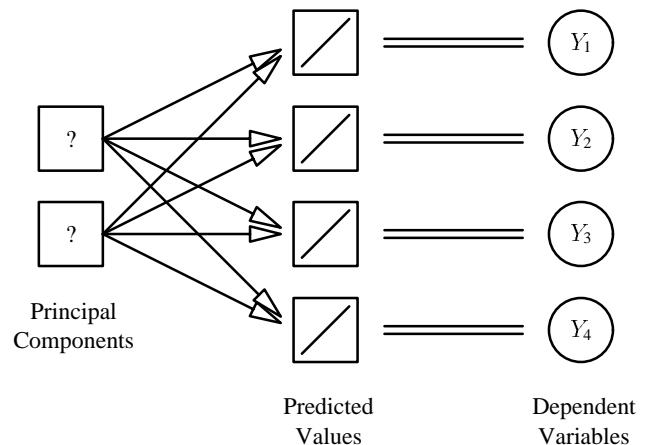 Y1
?
Y2
?
Y3
Principal
Components
Y4
Predicted
Values
Dependent
Variables